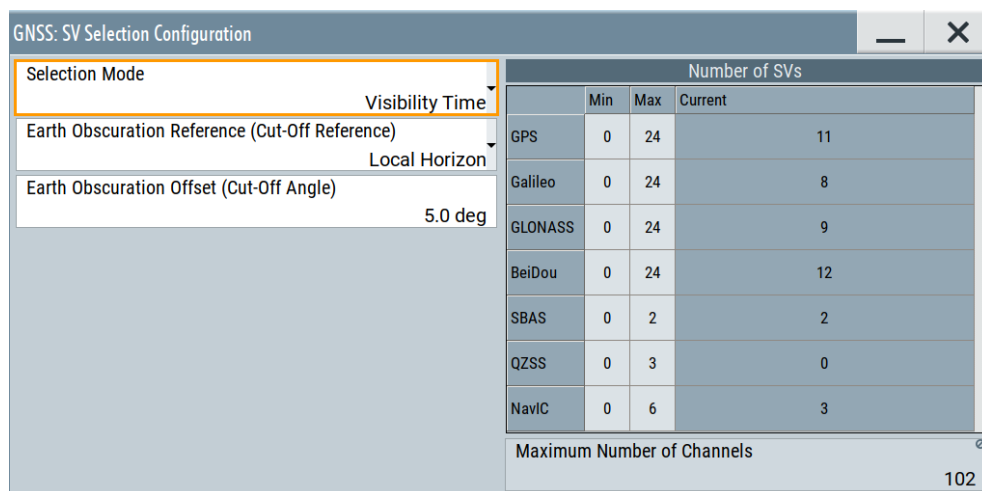 GNSS: SV Selection Configuration
Selection Mode
Visibility Time
Earth Obscuration Reference (Cut-Off Reference)
Local Horizon
Earth Obscuration Offset (Cut-Off Angle)
5.0 deg
Number of SVs
Min Max Current
GPS 0 24 11
Galileo 0 24 8
GLONASS 0 24 9
BeiDou 0 24 12
SBAS 0 2 2
QZSS 0 3 0
NavIC 0 6 3
Maximum Number of Channels
102